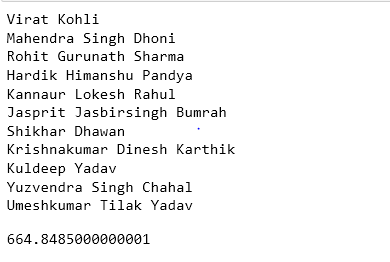 Virat Kohli
Mahendra Singh Dhoni
Rohit Gurunath Sharma
Hardik Himanshu Pandya
Kannaur Lokesh Rahul
Jasprit Jasbirsingh Bumrah
Shikhar Dhawan
Krishnakumar Dinesh Karthik
Kuldeep Yadav
Yuzvendra Singh Chahal
Umeshkumar Tilak Yadav
664.8485000000001